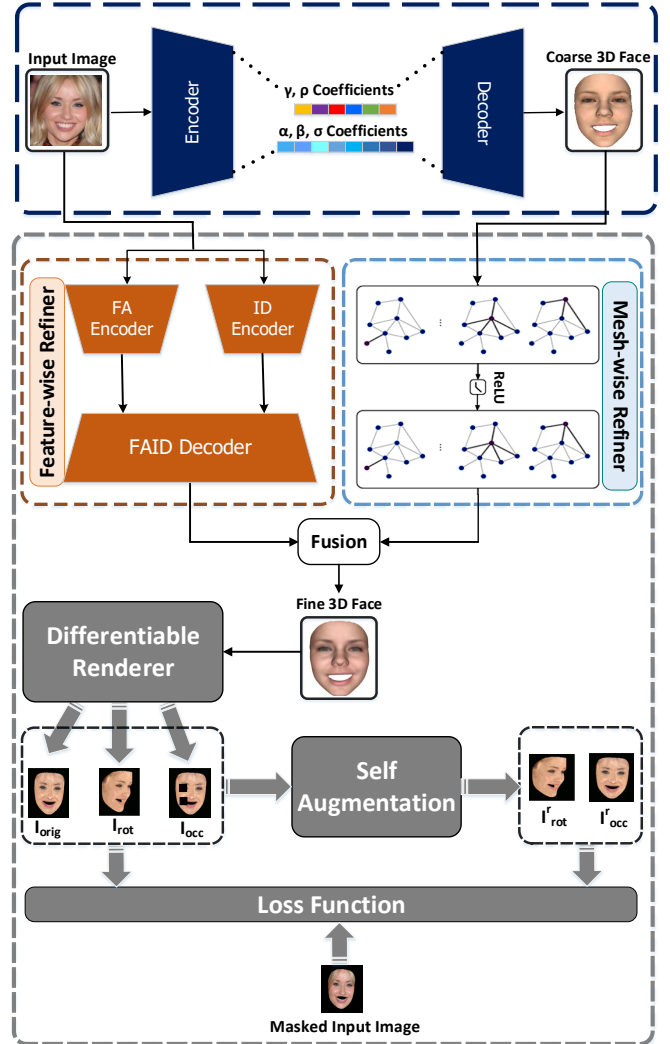 Input Image
Coarse 3D Face
Encoder
γ, ρ Coefficients
α, β, σ Coefficients
Decoder
Feature-wise Refiner
FA
Encoder
ID
Encoder
FAID Decoder
...
ReLU
...
Mesh-wise Refiner
Fusion
Fine 3D Face
Differentiable
Renderer
Self
Augmentation
I_orig
I_rot
I_occ
I^r_rot
I^r_occ
Loss Function
Masked Input Image